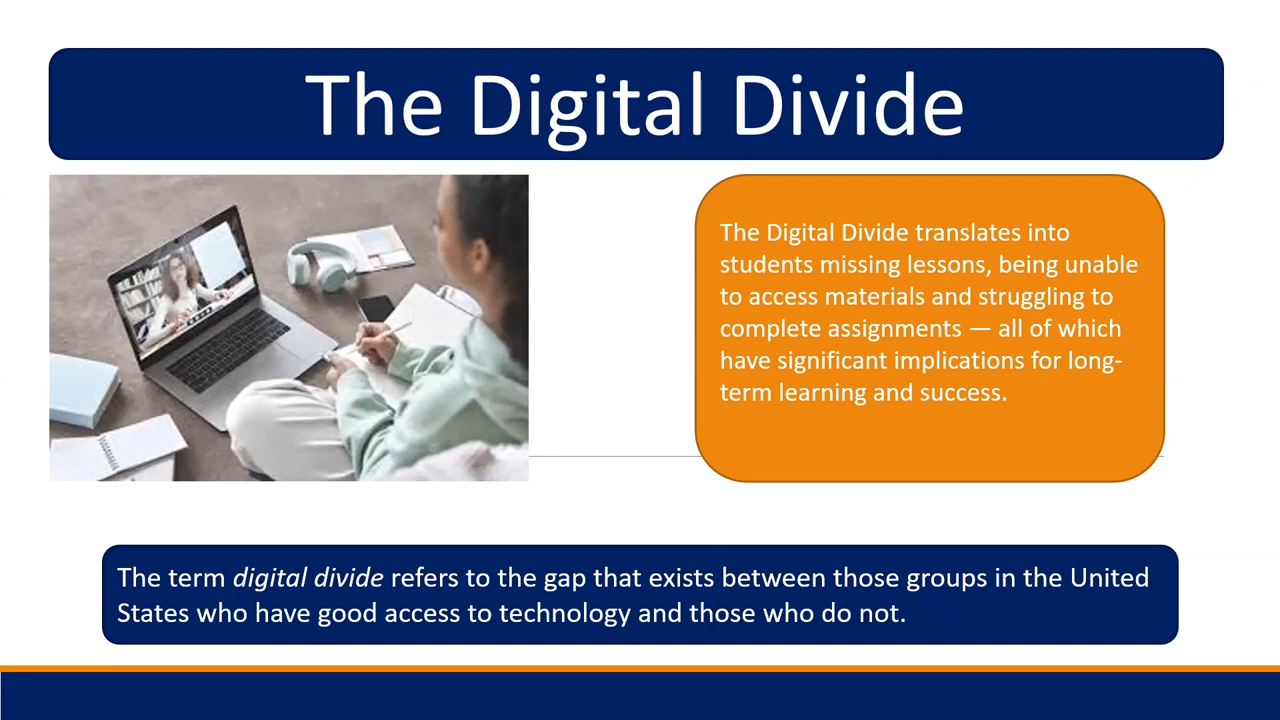 The Digital Divide
The Digital Divide translates into
students missing lessons, being unable
to access materials and struggling to
complete assignments — all of which
have significant implications for long-
term learning and success.
The term digital divide refers to the gap that exists between those groups in the United
States who have good access to technology and those who do not.